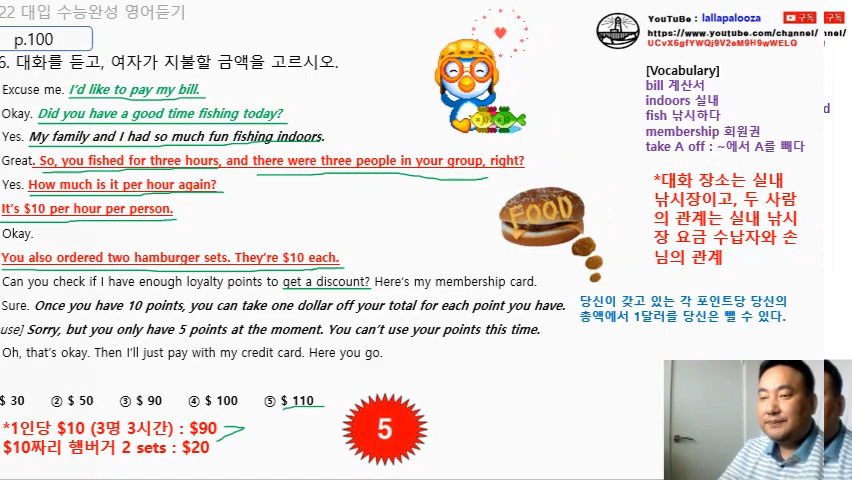 22 대입 수능완성 영어듣기
p.100
6. 대화를 듣고, 여자가 지불할 금액을 고르시오.
Excuse me. I'd like to pay my bill.
Okay. Did you have a good time fishing today?
Yes. My family and I had so much fun fishing indoors.
Great. So, you fished for three hours, and there were three people in your group, right?
Yes. How much is it per hour again?
It's $10 per hour per person.
Okay.
You also ordered two hamburger sets. They're $10 each.
Can you check if I have enough loyalty points to get a discount? Here's my membership card.
Sure. Once you have 10 points, you can take one dollar off your total for each point you have.
use] Sorry, but you only have 5 points at the moment. You can't use your points this time.
Oh, that's okay. Then I'll just pay with my credit card. Here you go.
$ 30 ② $ 50 ③ $ 90 ④ $ 100 ⑤ $ 110
*1인당 $10 (3명 3시간) : $90
$10짜리 햄버거 2 sets : $20
5
FOOD
YouTuBe : lallapalooza
구독 구독
https://www.youtube.com/channel/ nel/
UCvX6gfYWQj9V2eM9H9wWELQ
[Vocabulary]
bill 계산서
indoors 실내
fish 낚시하다
membership 회원권
take A off : ~에서 A를 빼다
d
*대화 장소는 실내
낚시장이고, 두 사람
의 관계는 실내 낚시
장 요금 수납자와 손
님의 관계
당신이 갖고 있는 각 포인트당 당신의
총액에서 1달러를 당신은 뺄 수 있다.